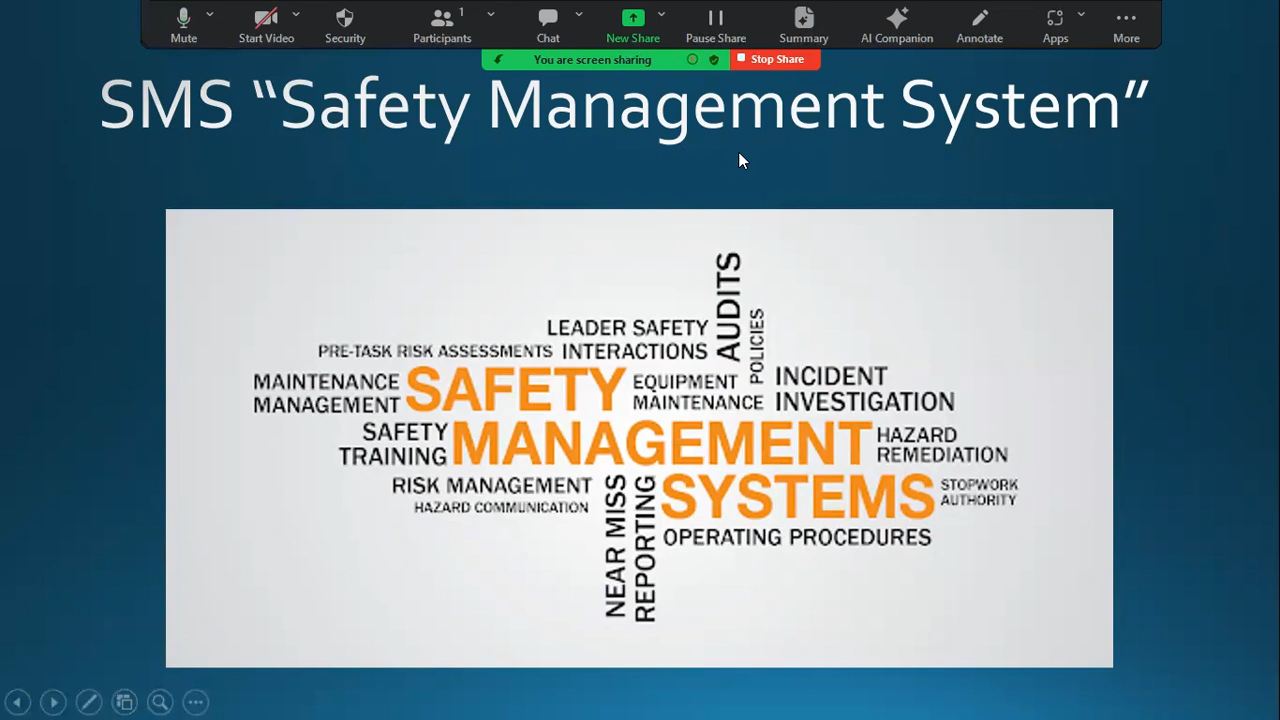 Mute
Start Video
Security
Participants
1
Chat
New Share
Pause Share
Summary
AI Companion
Annotate
Apps
More
You are screen sharing
Stop Share
SMS “Safety Management System”
AUDITS
POLICIES
LEADER SAFETY
INTERACTIONS
PRE-TASK RISK ASSESSMENTS
MAINTENANCE
MANAGEMENT
SAFETY
EQUIPMENT
MAINTENANCE
INCIDENT
INVESTIGATION
SAFETY
TRAINING
MANAGEMENT
HAZARD
REMEDIATION
RISK MANAGEMENT
HAZARD COMMUNICATION
NEAR MISS
REPORTING
SYSTEMS
STOPWORK
AUTHORITY
OPERATING PROCEDURES